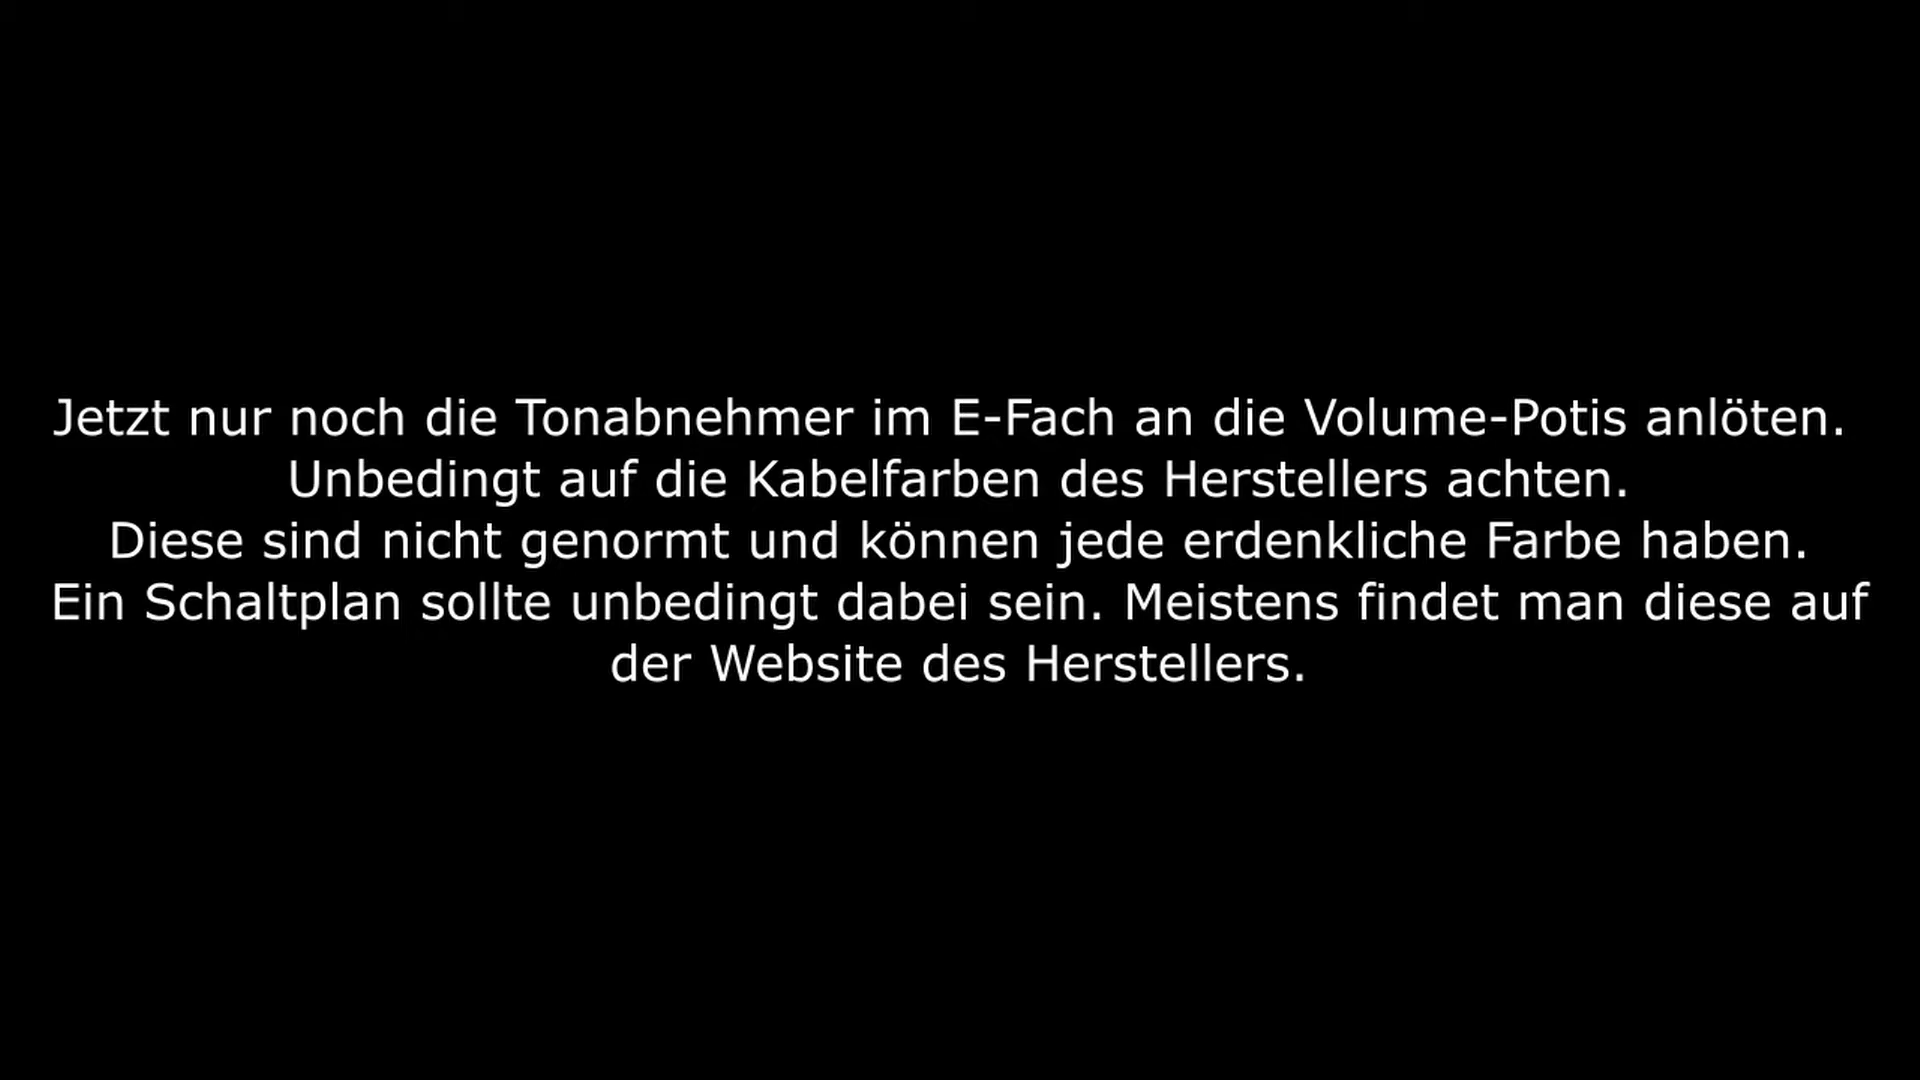 Jetzt nur noch die Tonabnehmer im E-Fach an die Volume-Potis anlöten.
Unbedingt auf die Kabelfarben des Herstellers achten.
Diese sind nicht genormt und können jede erdenkliche Farbe haben.
Ein Schaltplan sollte unbedingt dabei sein. Meistens findet man diese auf
der Website des Herstellers.